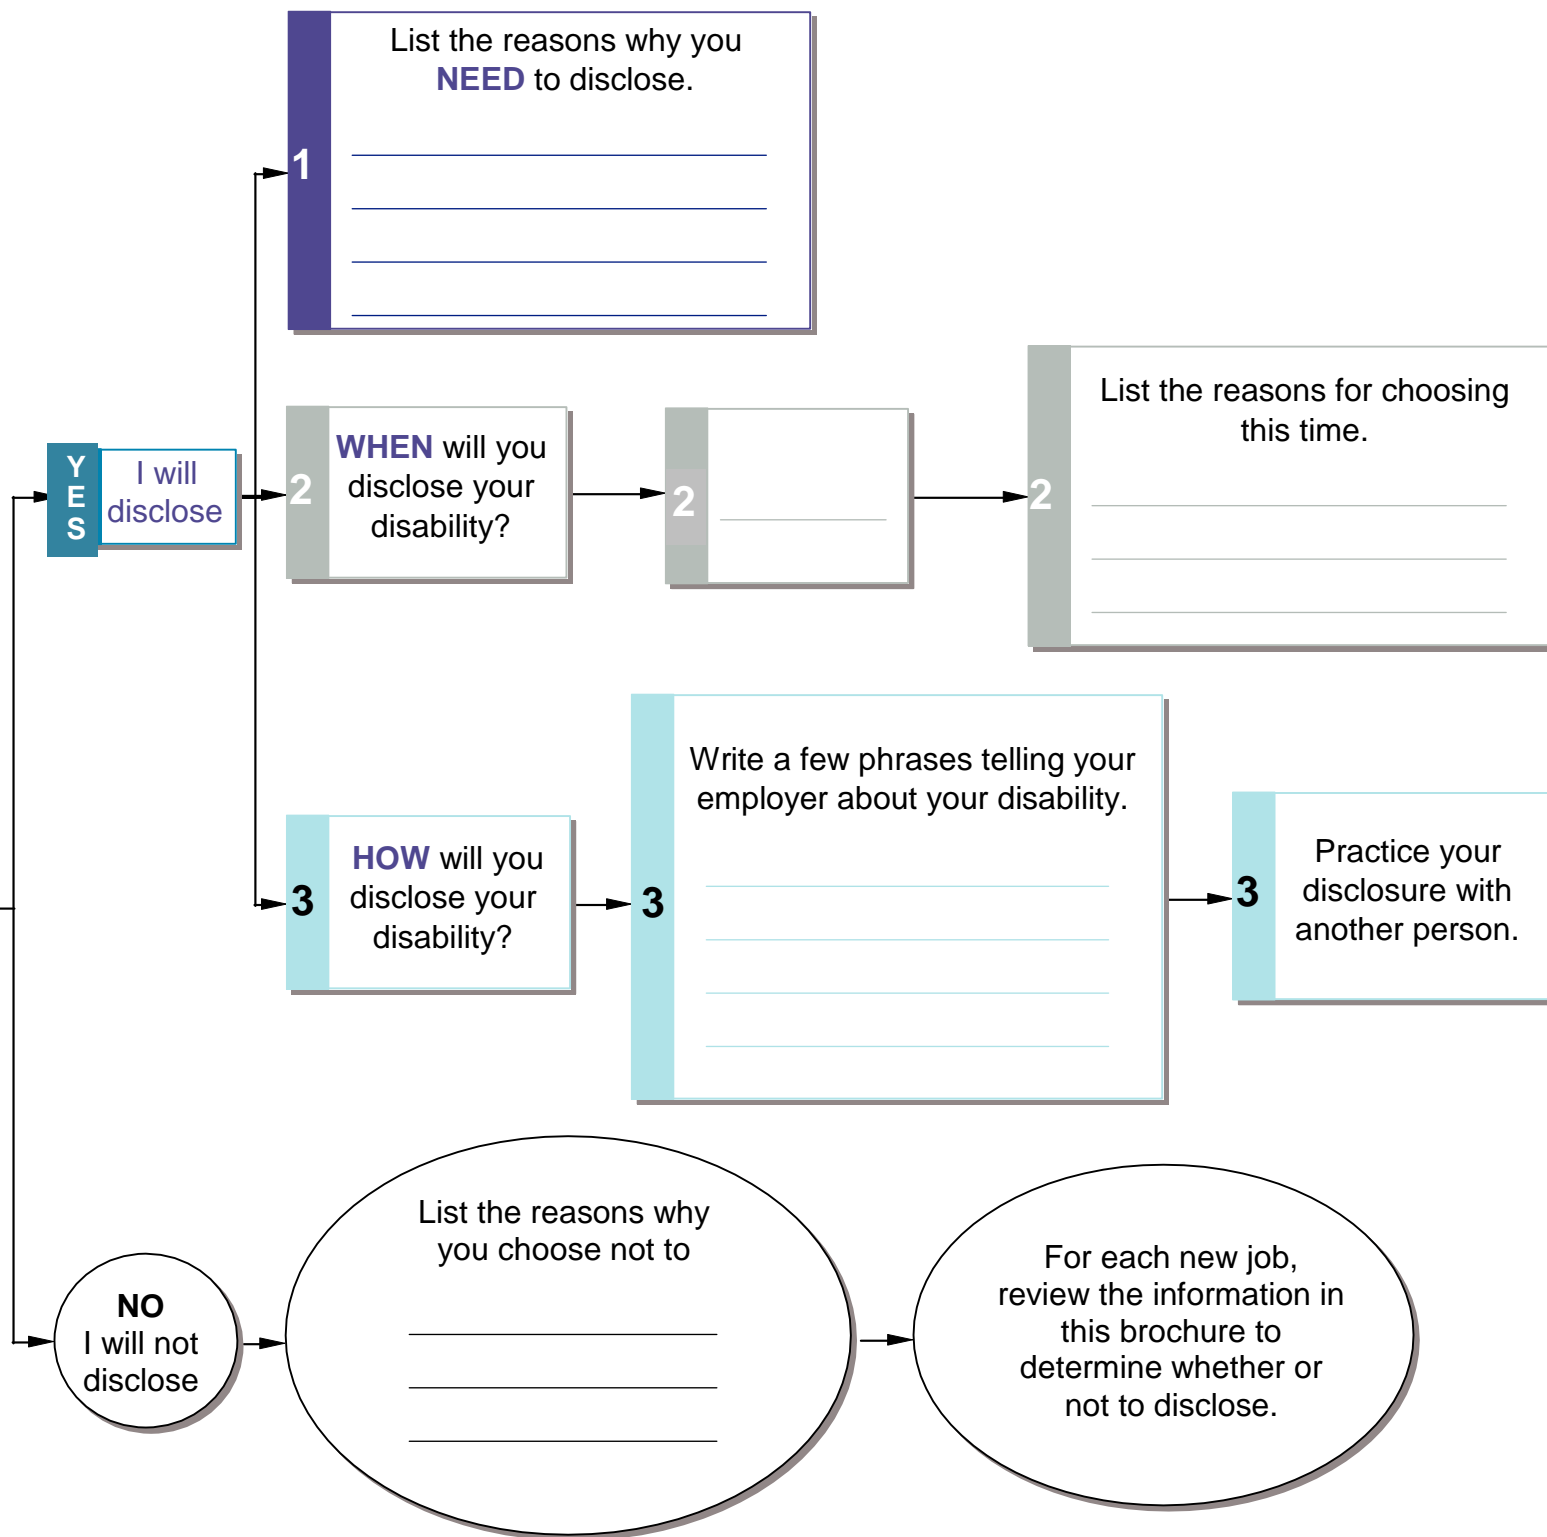 List the reasons why you
NEED to disclose.
1
YES
I will
disclose
2
WHEN will you
disclose your
disability?
2
2
List the reasons for choosing
this time.
3
HOW will you
disclose your
disability?
3
Write a few phrases telling your
employer about your disability.
3
Practice your
disclosure with
another person.
NO
I will not
disclose
List the reasons why
you choose not to
For each new job,
review the information in
this brochure to
determine whether or
not to disclose.